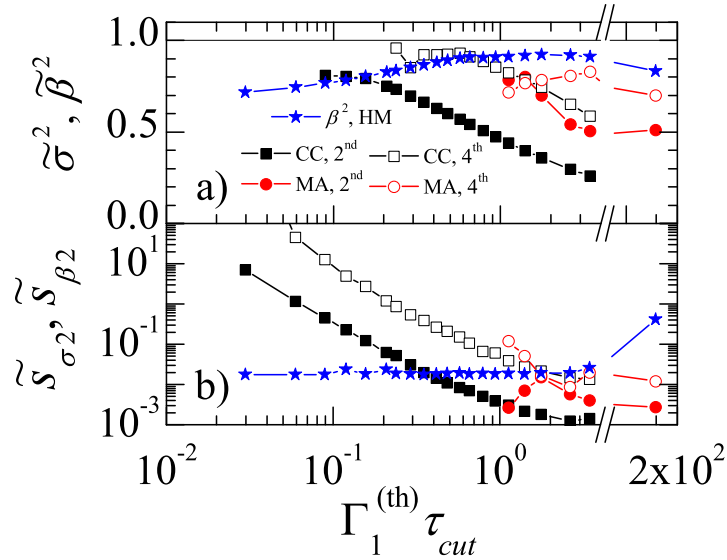 1.0
0.5
0.0
σ̃², β̃²
β², HM
CC, 2nd
CC, 4th
MA, 2nd
MA, 4th
a)
10¹
10⁻¹
10⁻³
s̃σ2, s̃β2
b)
10⁻²
10⁻¹
10⁰
2x10²
Γ₁⁽ᵗʰ⁾ τcut